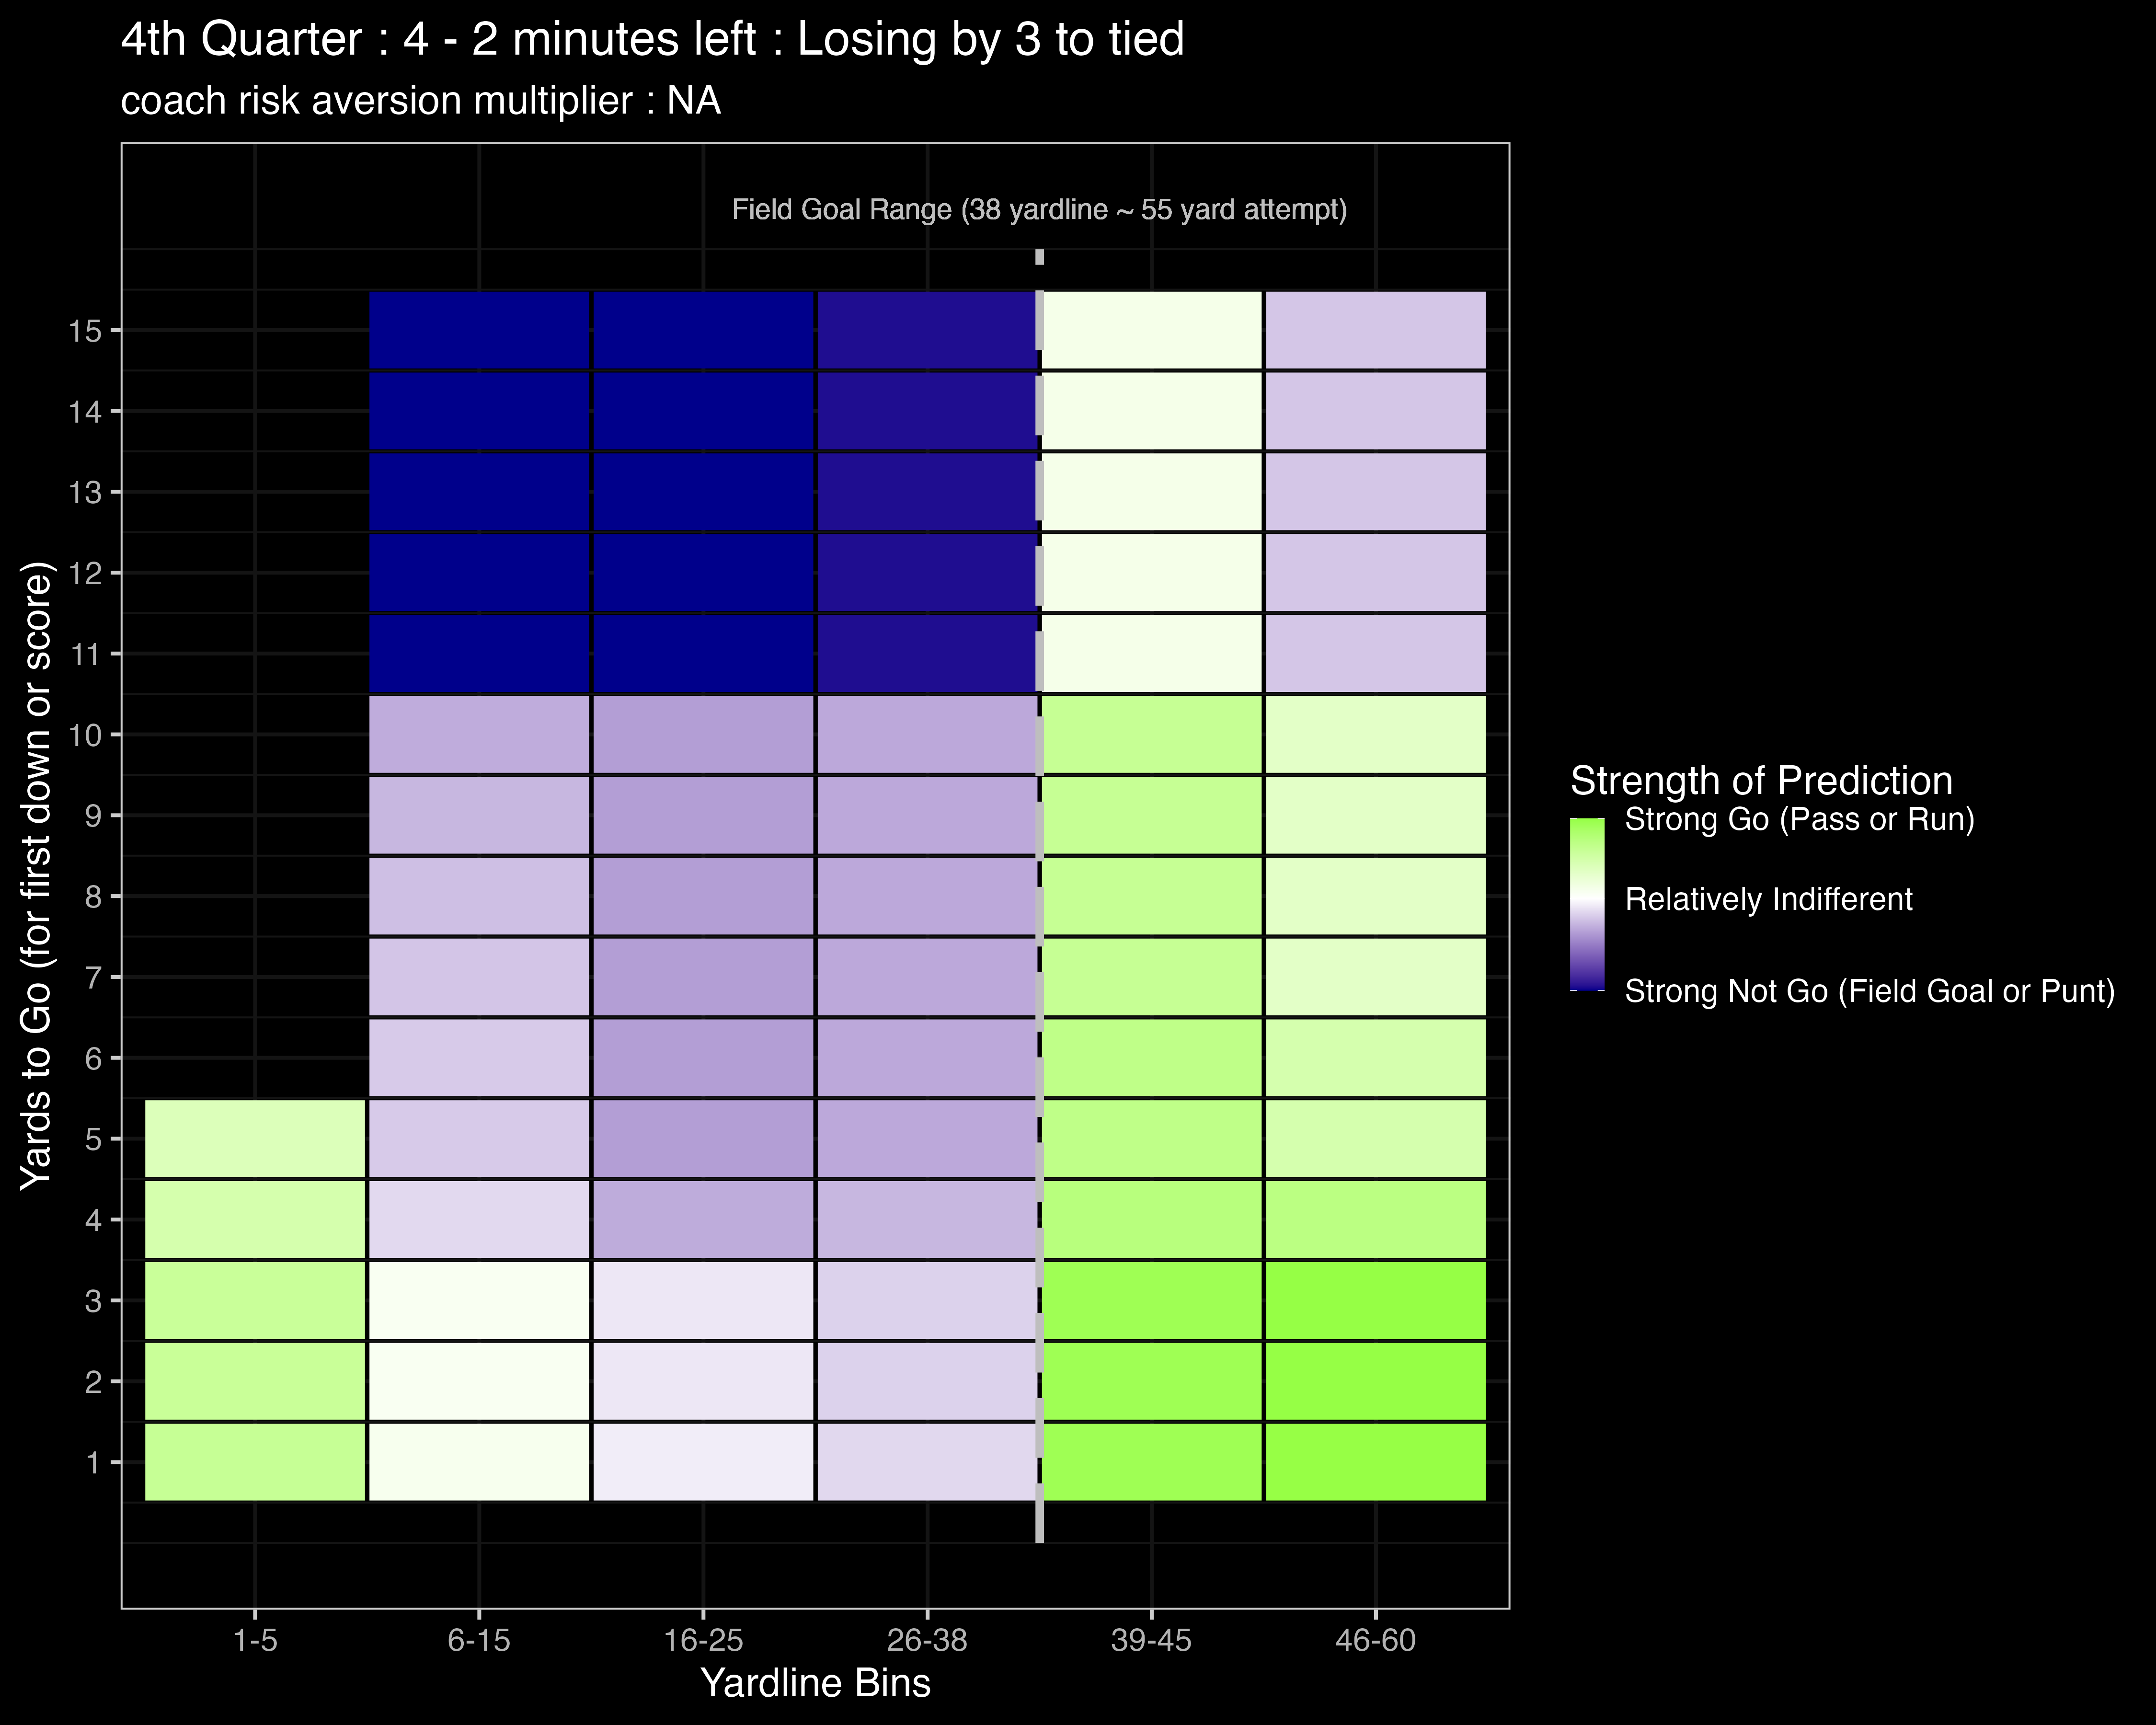 4th Quarter : 4 - 2 minutes left : Losing by 3 to tied
coach risk aversion multiplier : NA
Field Goal Range (38 yardline ~ 55 yard attempt)
Yards to Go (for first down or score)
15
14
13
12
11
10
9
8
7
6
5
4
3
2
1
1-5
6-15
16-25
26-38
39-45
46-60
Yardline Bins
Strength of Prediction
Strong Go (Pass or Run)
Relatively Indifferent
Strong Not Go (Field Goal or Punt)